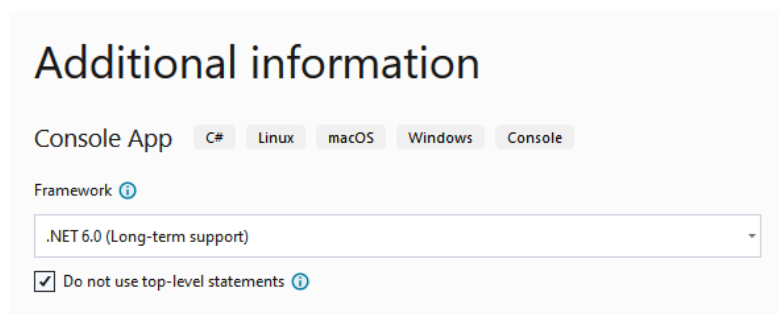 Additional information
Console App C# Linux macOS Windows Console
Framework
.NET 6.0 (Long-term support)
Do not use top-level statements